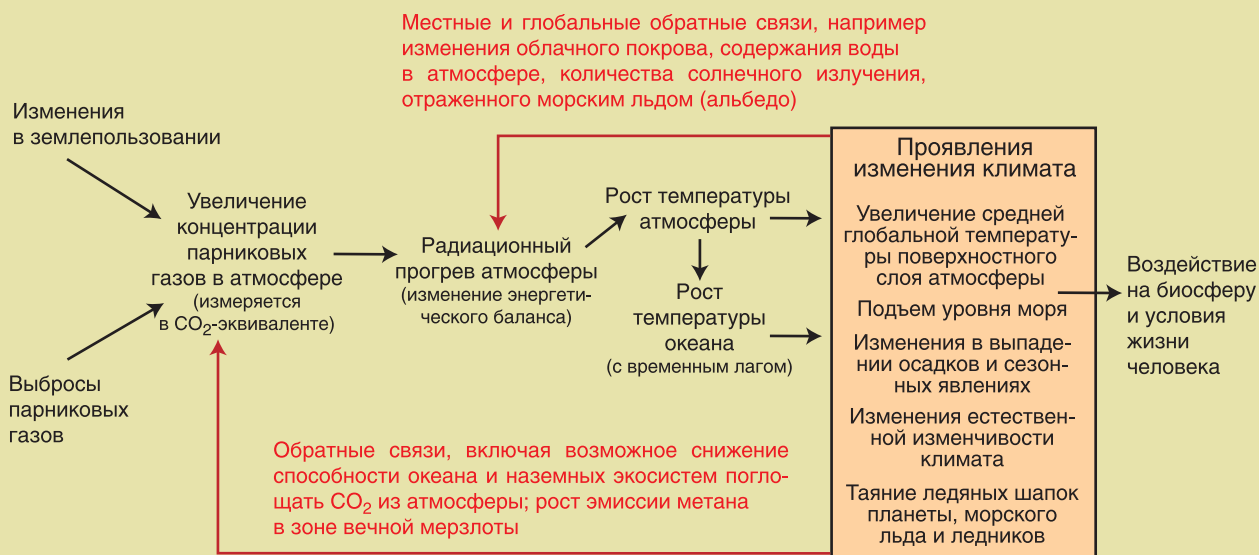 Местные и глобальные обратные связи, например
изменения облачного покрова, содержания воды
в атмосфере, количества солнечного излучения,
отраженного морским льдом (альбедо)
Изменения
в землепользовании
Увеличение
концентрации
парниковых
газов в атмосфере
(измеряется
в CO₂-эквиваленте)
Выбросы
парниковых
газов
Радиационный
прогрев атмосферы
(изменение энергети-
ческого баланса)
Рост температуры
атмосферы
Рост
температуры
океана
(с временным лагом)
Проявления
изменения климата
Увеличение средней
глобальной температу-
ры поверхностного
слоя атмосферы
Подъем уровня моря
Изменения в выпаде-
нии осадков и сезон-
ных явлениях
Изменения естествен-
ной изменчивости
климата
Таяние ледяных шапок
планеты, морского
льда и ледников
Воздействие
на биосферу
и условия
жизни
человека
Обратные связи, включая возможное снижение
способности океана и наземных экосистем погло-
щать CO₂ из атмосферы; рост эмиссии метана
в зоне вечной мерзлоты